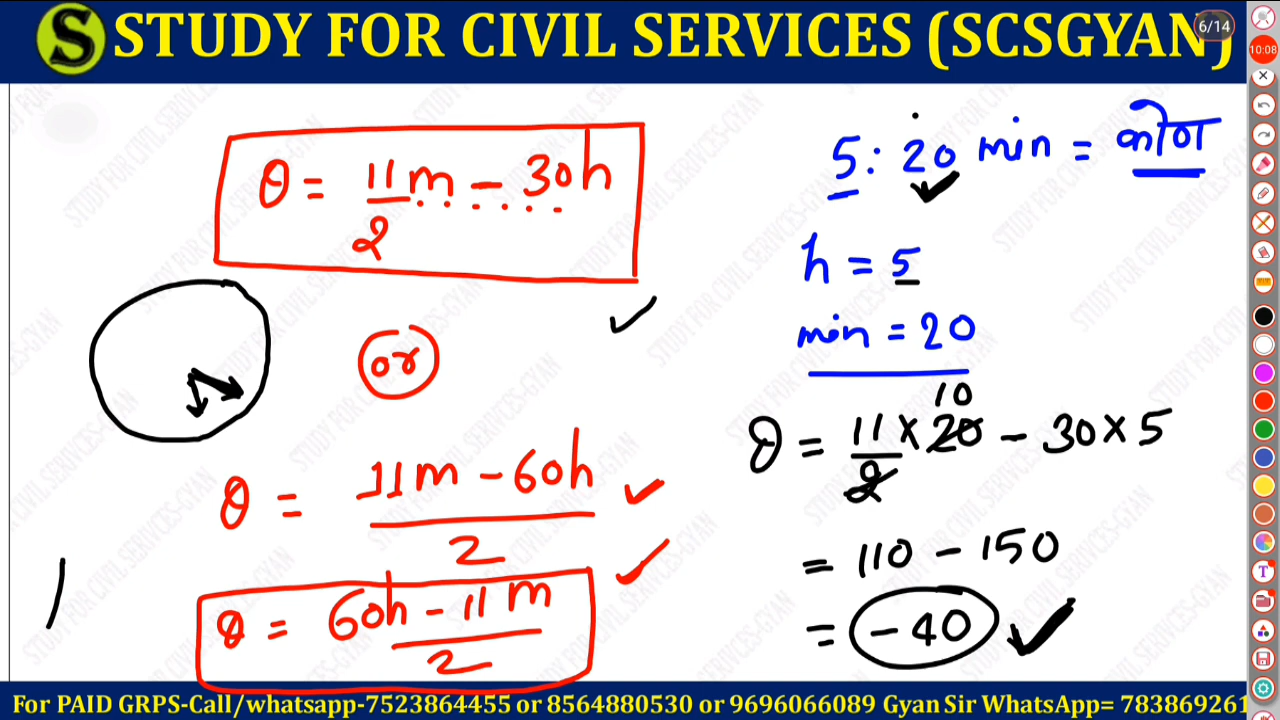 S STUDY FOR CIVIL SERVICES (SCSGYAN)
6/14
10:08
θ = 11m/2 - 30h
or
θ = 11m - 60h / 2
θ = 60h - 11m / 2
5 : 20 min = कोण
h = 5
min = 20
10
θ = 11/2 × 20 - 30 × 5
= 110 - 150
= -40
T
For PAID GRPS-Call/whatsapp-7523864455 or 8564880530 or 9696066089 Gyan Sir WhatsApp= 783869261